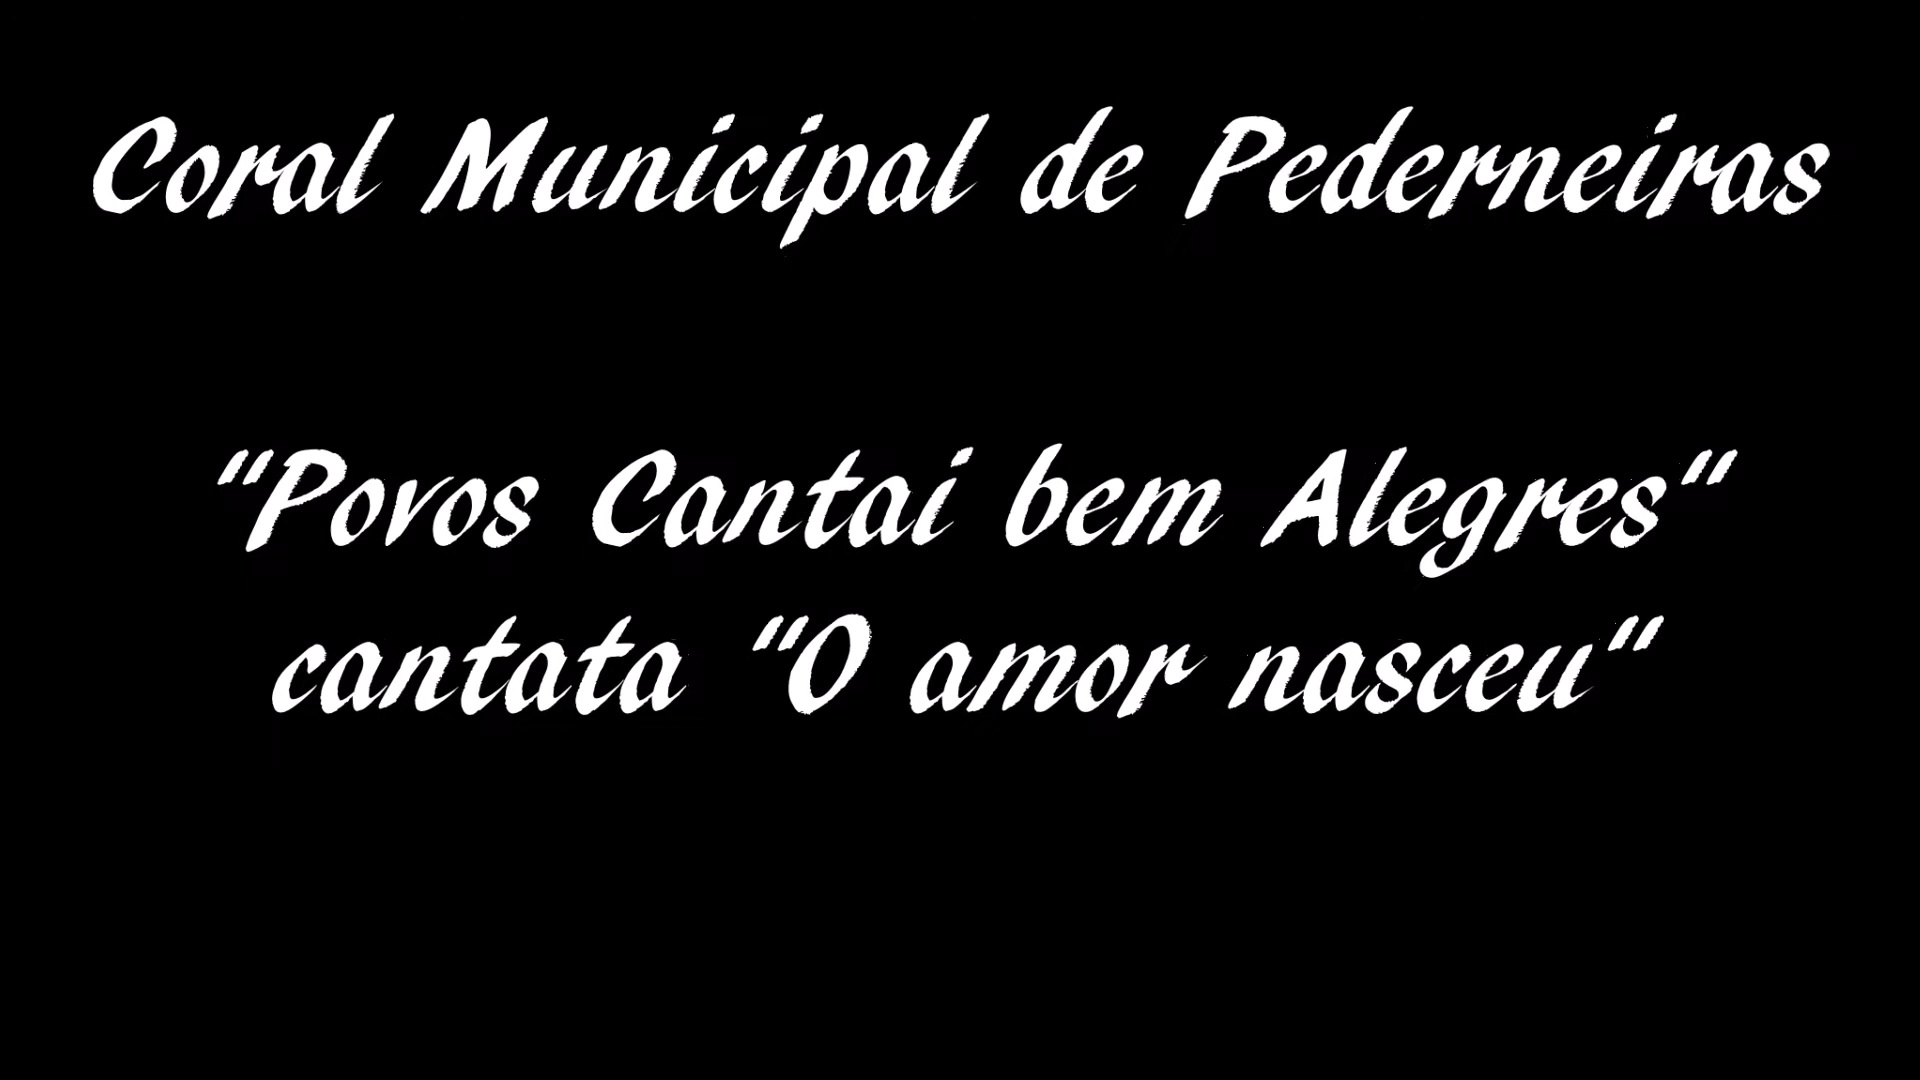 Coral Municipal de Pederneiras
"Povos Cantai bem Alegres"
cantata "O amor nasceu"